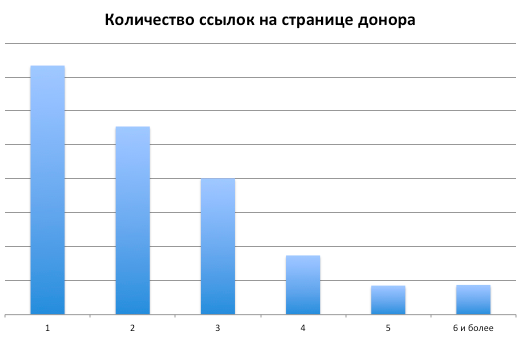 Количество ссылок на странице донора
1 2 3 4 5 6 и более